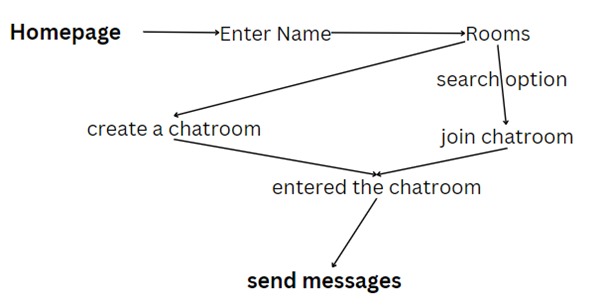 Homepage
Enter Name
Rooms
search option
create a chatroom
join chatroom
entered the chatroom
send messages